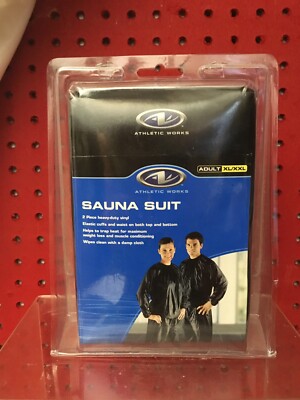 ATHLETIC WORKS
ADULT XL/XXL
ATHLETIC WORKS
SAUNA SUIT
2 Piece heavy-duty vinyl
Elastic cuffs and waist on both top and bottom
Helps to trap heat for maximum
weight loss and muscle conditioning
Wipes clean with a damp cloth